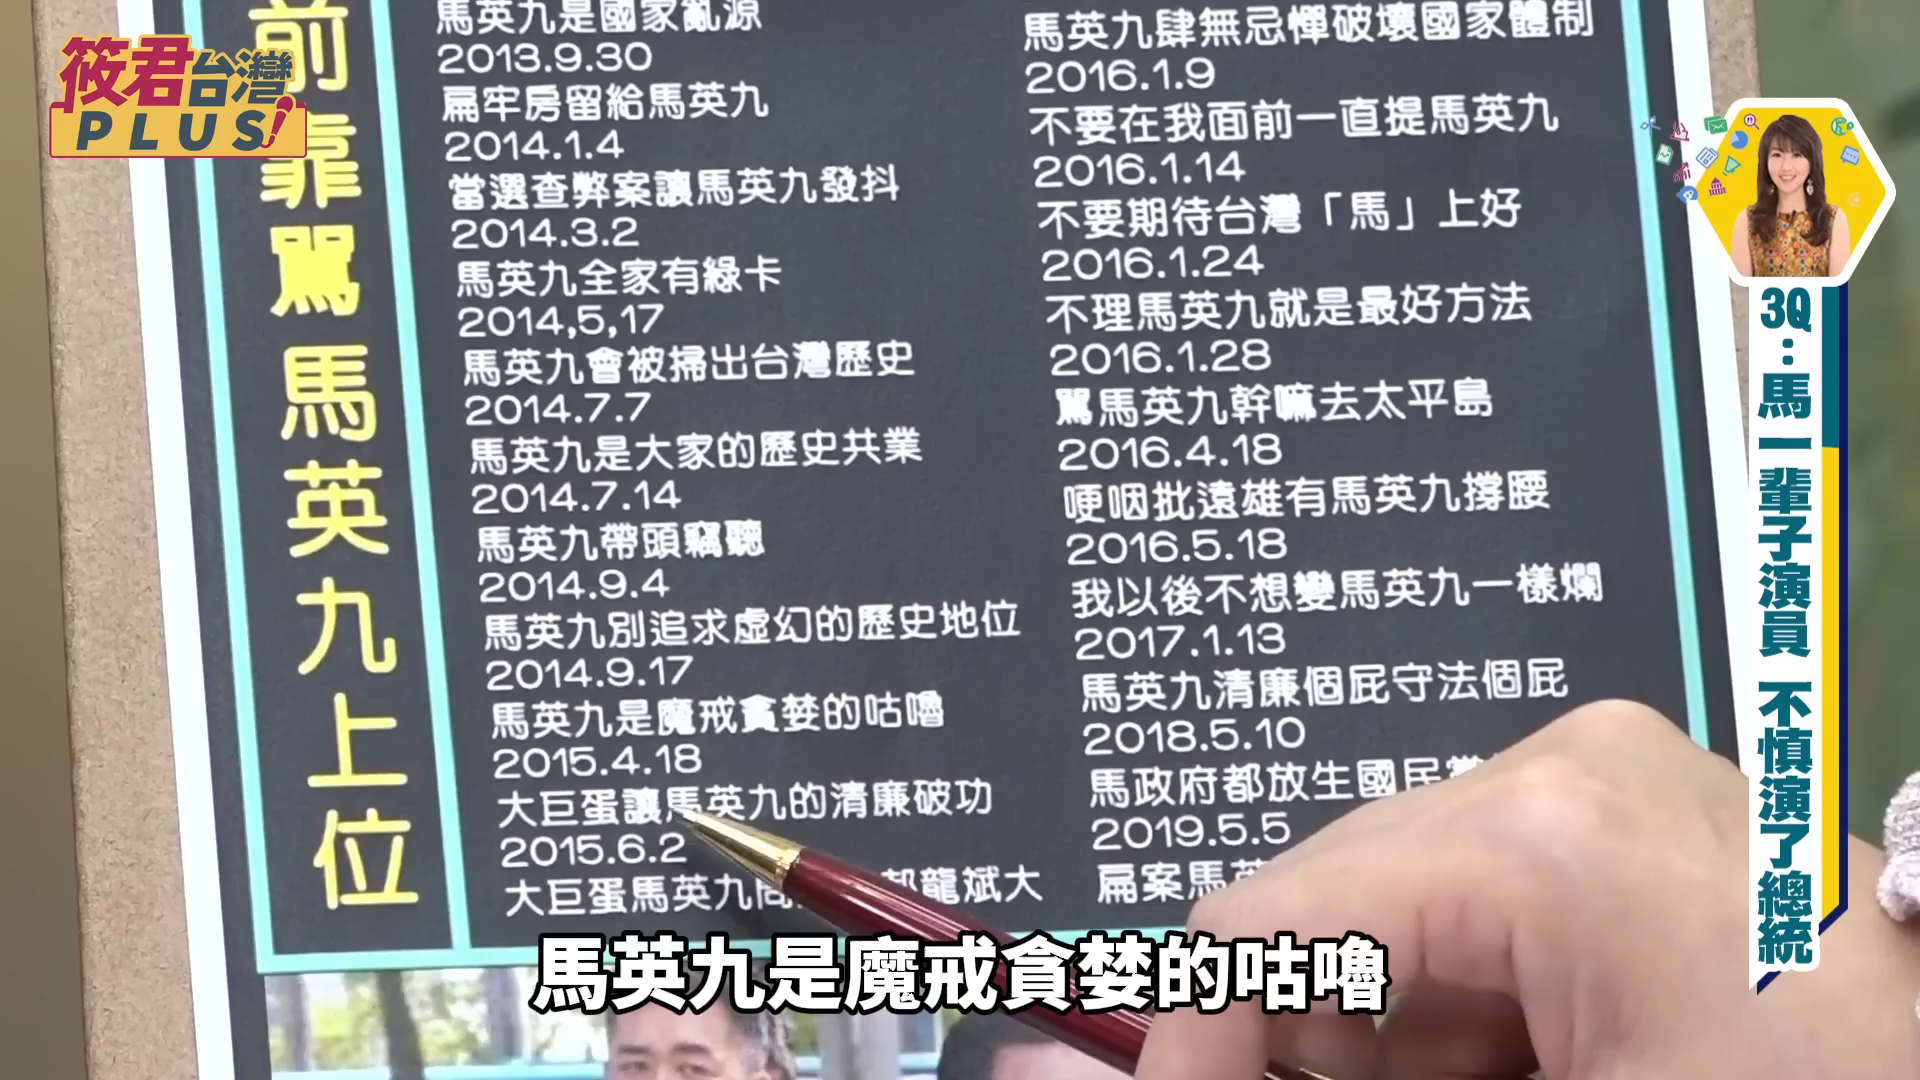 筱君台灣
PLUS!
前靠罵馬英九上位
馬英九是國家亂源
2013.9.30
扁牢房留給馬英九
2014.1.4
當選查弊案讓馬英九發抖
2014.3.2
馬英九全家有綠卡
2014,5,17
馬英九會被掃出台灣歷史
2014.7.7
馬英九是大家的歷史共業
2014.7.14
馬英九帶頭竊聽
2014.9.4
馬英九別追求虛幻的歷史地位
2014.9.17
馬英九是魔戒貪婪的咕嚕
2015.4.18
大巨蛋讓馬英九的清廉破功
2015.6.2
大巨蛋馬英九 郝龍斌大
馬英九肆無忌憚破壞國家體制
2016.1.9
不要在我面前一直提馬英九
2016.1.14
不要期待台灣「馬」上好
2016.1.24
不理馬英九就是最好方法
2016.1.28
罵馬英九幹嘛去太平島
2016.4.18
哽咽批遠雄有馬英九撐腰
2016.5.18
我以後不想變馬英九一樣爛
2017.1.13
馬英九清廉個屁守法個屁
2018.5.10
馬政府都放生國民黨
2019.5.5
扁案馬英
3Q：馬一輩子演員 不慎演了總統
馬英九是魔戒貪婪的咕嚕